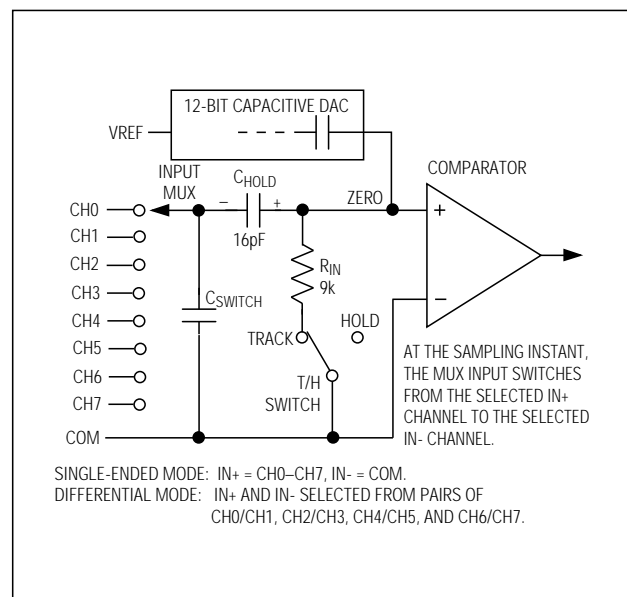 12-BIT CAPACITIVE DAC
VREF
INPUT
MUX
C_HOLD
– +
16pF
ZERO
COMPARATOR
+
–
CH0
CH1
CH2
CH3
CH4
CH5
CH6
CH7
COM
C_SWITCH
R_IN
9k
TRACK
HOLD
T/H
SWITCH
AT THE SAMPLING INSTANT,
THE MUX INPUT SWITCHES
FROM THE SELECTED IN+
CHANNEL TO THE SELECTED
IN- CHANNEL.
SINGLE-ENDED MODE: IN+ = CH0–CH7, IN- = COM.
DIFFERENTIAL MODE: IN+ AND IN- SELECTED FROM PAIRS OF
CH0/CH1, CH2/CH3, CH4/CH5, AND CH6/CH7.